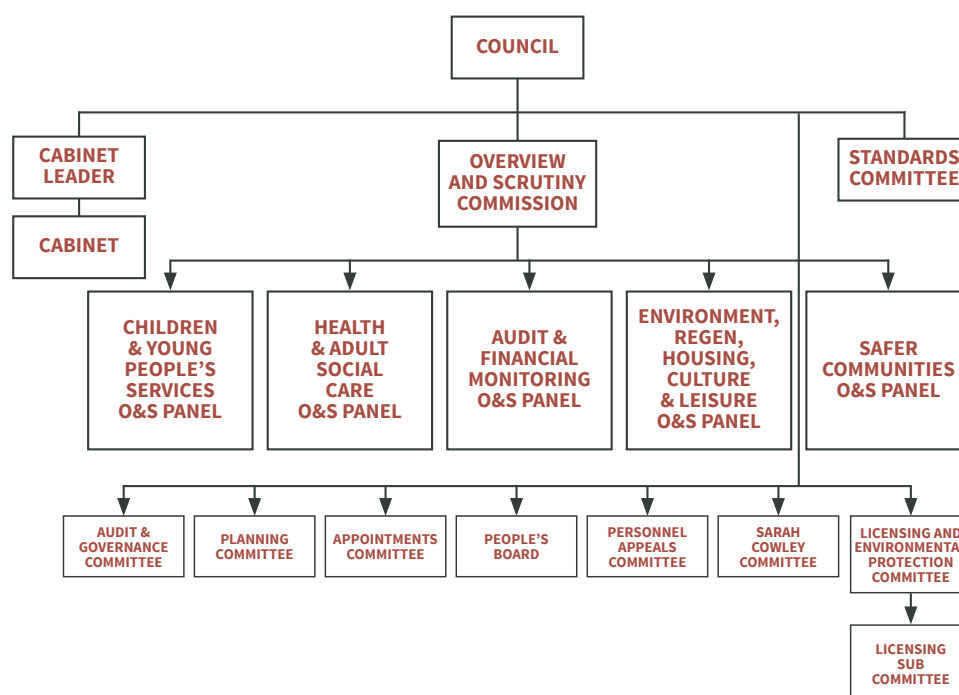 COUNCIL
CABINET
LEADER
OVERVIEW
AND SCRUTINY
COMMISSION
STANDARDS
COMMITTEE
CABINET
CHILDREN
& YOUNG
PEOPLE'S
SERVICES
O&S PANEL
HEALTH
& ADULT
SOCIAL
CARE
O&S PANEL
AUDIT &
FINANCIAL
MONITORING
O&S PANEL
ENVIRONMENT,
REGEN,
HOUSING,
CULTURE
& LEISURE
O&S PANEL
SAFER
COMMUNITIES
O&S PANEL
AUDIT &
GOVERNANCE
COMMITTEE
PLANNING
COMMITTEE
APPOINTMENTS
COMMITTEE
PEOPLE'S
BOARD
PERSONNEL
APPEALS
COMMITTEE
SARAH
COWLEY
COMMITTEE
LICENSING AND
ENVIRONMENTA
PROTECTION
COMMITTEE
LICENSING
SUB
COMMITTEE